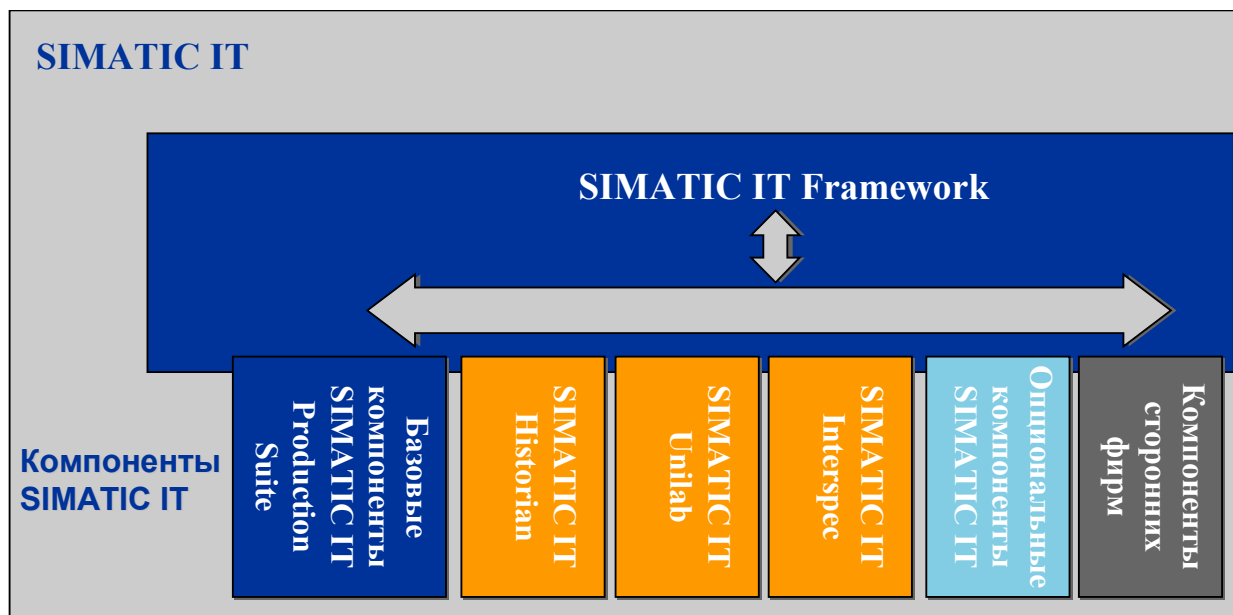 SIMATIC IT
SIMATIC IT Framework
Компоненты
SIMATIC IT
Базовые
компоненты
SIMATIC IT
Production
Suite
SIMATIC IT
Historian
SIMATIC IT
Unilab
SIMATIC IT
Interspec
Опциональные
компоненты
SIMATIC IT
Компоненты
сторонних
фирм